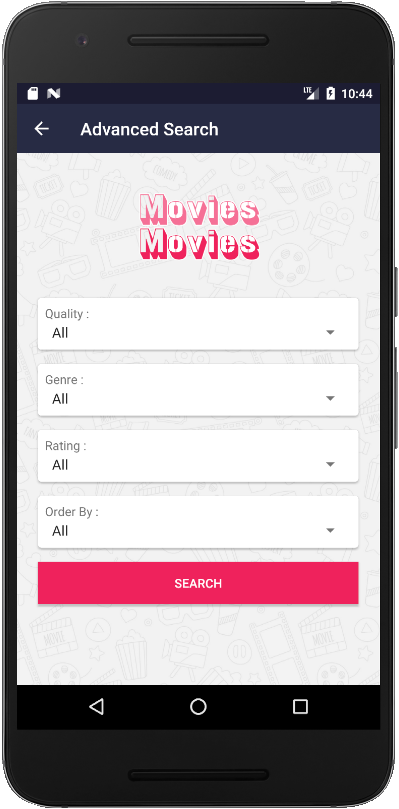 LTE 10:44
Advanced Search
Movies
Movies
Quality :
All
Genre :
All
Rating :
All
Order By :
All
SEARCH